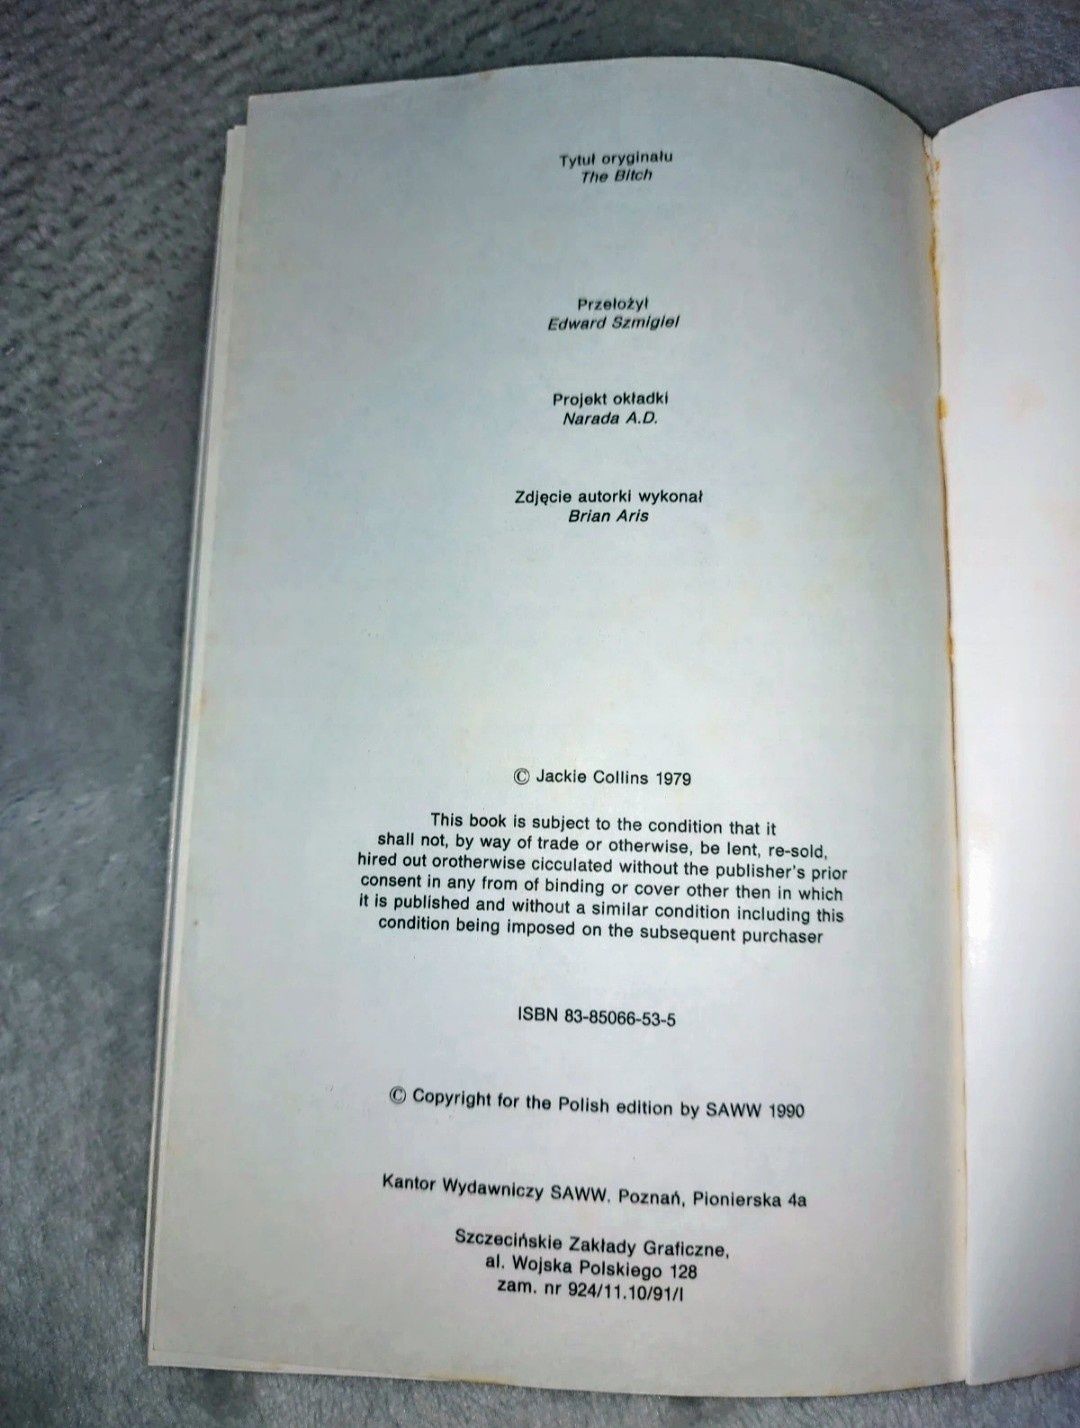 Tytuł oryginału
The Bitch
Przełożył
Edward Szmigiel
Projekt okładki
Narada A.D.
Zdjęcie autorki wykonał
Brian Aris
© Jackie Collins 1979
This book is subject to the condition that it
shall not, by way of trade or otherwise, be lent, re-sold,
hired out orotherwise cicculated without the publisher's prior
consent in any from of binding or cover other then in which
it is published and without a similar condition including this
condition being imposed on the subsequent purchaser
ISBN 83-85066-53-5
© Copyright for the Polish edition by SAWW 1990
Kantor Wydawniczy SAWW. Poznań, Pionierska 4a
Szczecińskie Zakłady Graficzne,
al. Wojska Polskiego 128
zam. nr 924/11.10/91/I